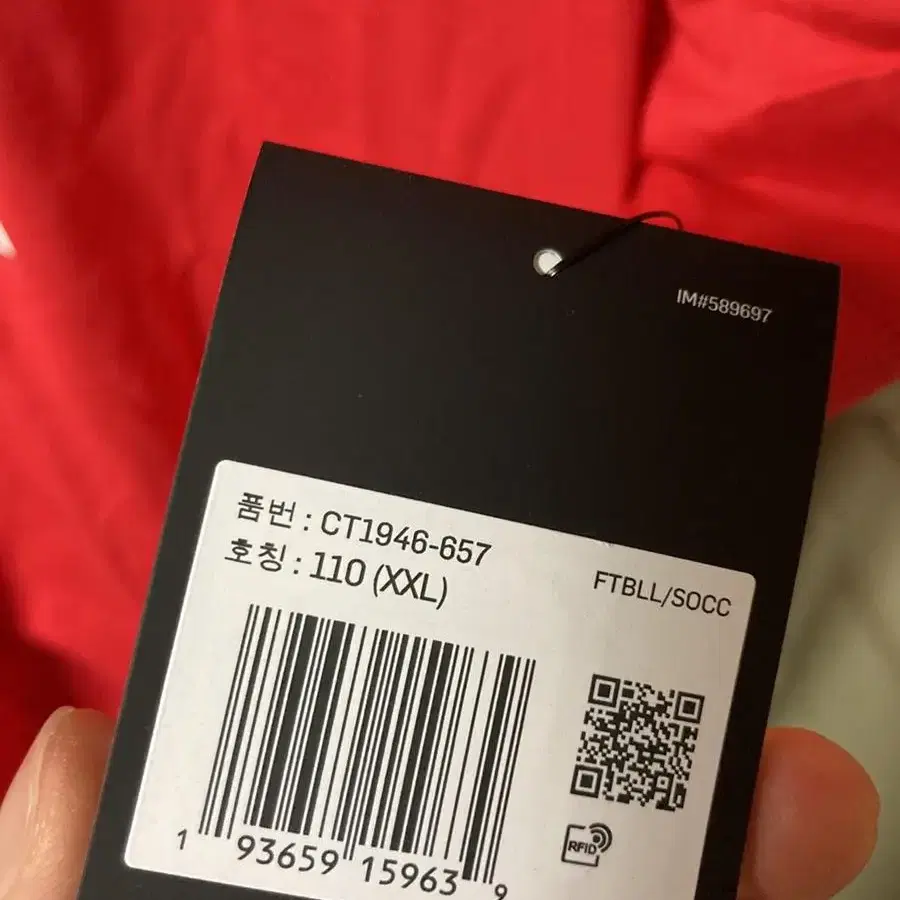 IM#589697
품번 : CT1946-657
호칭 : 110 (XXL)
FTBLL/SOCC
RFID
1 93659 15963 9